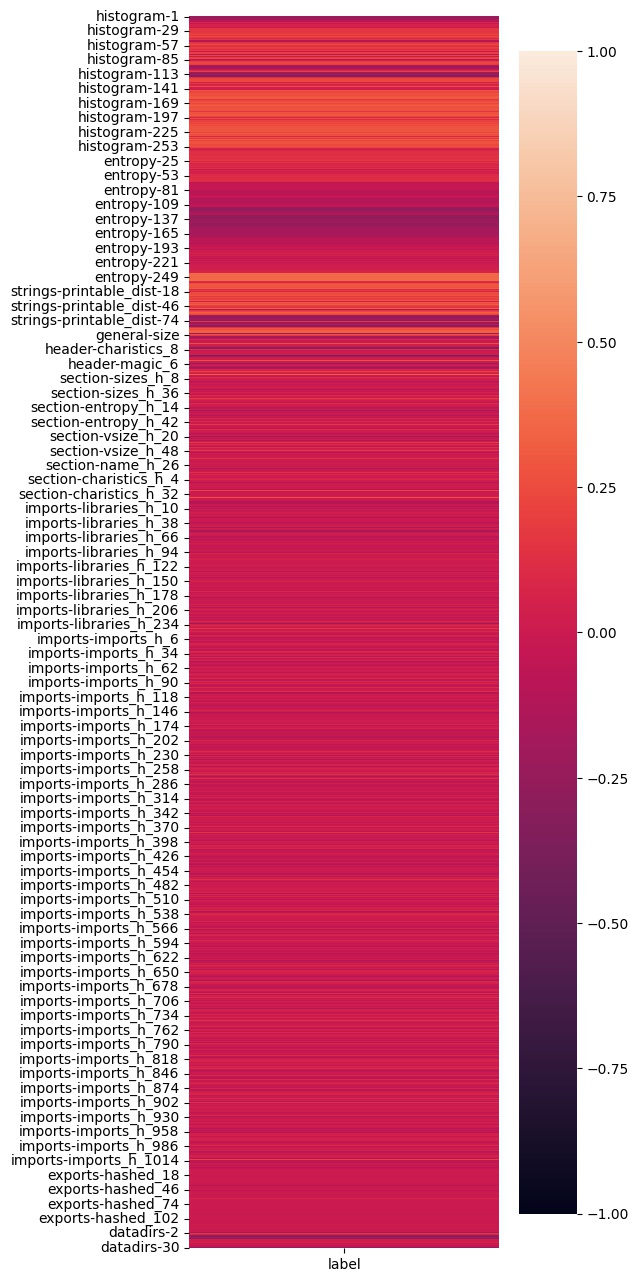 histogram-1
histogram-29
histogram-57
histogram-85
histogram-113
histogram-141
histogram-169
histogram-197
histogram-225
histogram-253
entropy-25
entropy-53
entropy-81
entropy-109
entropy-137
entropy-165
entropy-193
entropy-221
entropy-249
strings-printable_dist-18
strings-printable_dist-46
strings-printable_dist-74
general-size
header-charistics_8
header-magic_6
section-sizes_h_8
section-sizes_h_36
section-entropy_h_14
section-entropy_h_42
section-vsize_h_20
section-vsize_h_48
section-name_h_26
section-charistics_h_4
section-charistics_h_32
imports-libraries_h_10
imports-libraries_h_38
imports-libraries_h_66
imports-libraries_h_94
imports-libraries_h_122
imports-libraries_h_150
imports-libraries_h_178
imports-libraries_h_206
imports-libraries_h_234
imports-imports_h_6
imports-imports_h_34
imports-imports_h_62
imports-imports_h_90
imports-imports_h_118
imports-imports_h_146
imports-imports_h_174
imports-imports_h_202
imports-imports_h_230
imports-imports_h_258
imports-imports_h_286
imports-imports_h_314
imports-imports_h_342
imports-imports_h_370
imports-imports_h_398
imports-imports_h_426
imports-imports_h_454
imports-imports_h_482
imports-imports_h_510
imports-imports_h_538
imports-imports_h_566
imports-imports_h_594
imports-imports_h_622
imports-imports_h_650
imports-imports_h_678
imports-imports_h_706
imports-imports_h_734
imports-imports_h_762
imports-imports_h_790
imports-imports_h_818
imports-imports_h_846
imports-imports_h_874
imports-imports_h_902
imports-imports_h_930
imports-imports_h_958
imports-imports_h_986
imports-imports_h_1014
exports-hashed_18
exports-hashed_46
exports-hashed_74
exports-hashed_102
datadirs-2
datadirs-30
label
1.00
0.75
0.50
0.25
0.00
−0.25
−0.50
−0.75
−1.00